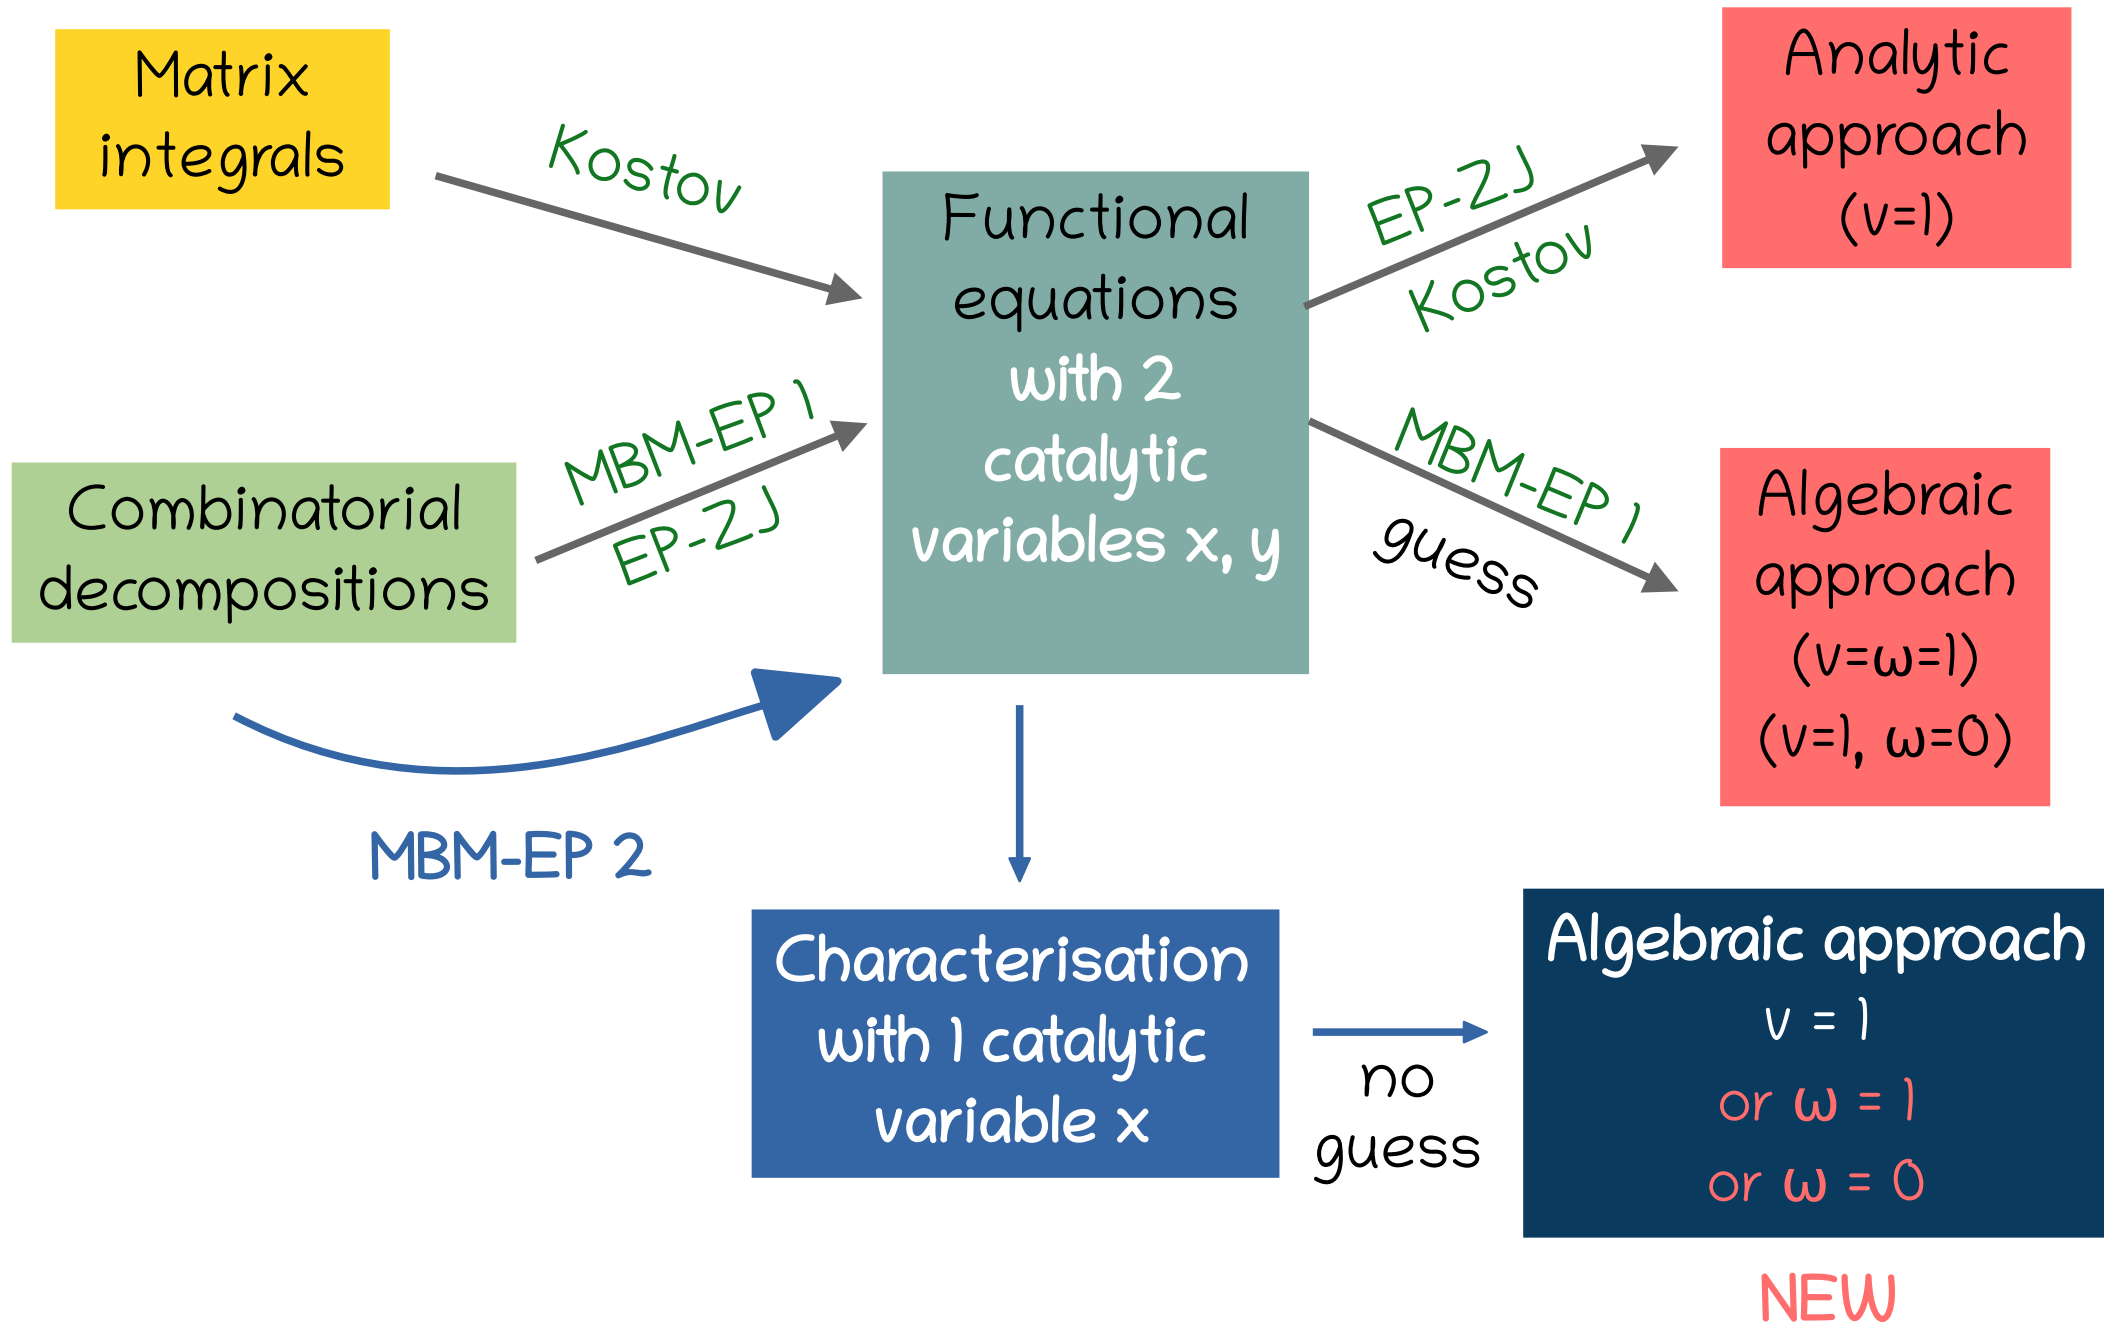 Matrix
integrals
Kostov
Functional
equations
with 2
catalytic
variables x, y
EP-ZJ
Kostov
Analytic
approach
(v=1)
Combinatorial
decompositions
MBM-EP 1
EP-ZJ
MBM-EP 1
guess
Algebraic
approach
(v=ω=1)
(v=1, ω=0)
MBM-EP 2
Characterisation
with 1 catalytic
variable x
no
guess
Algebraic approach
v = 1
or ω = 1
or ω = 0
NEW